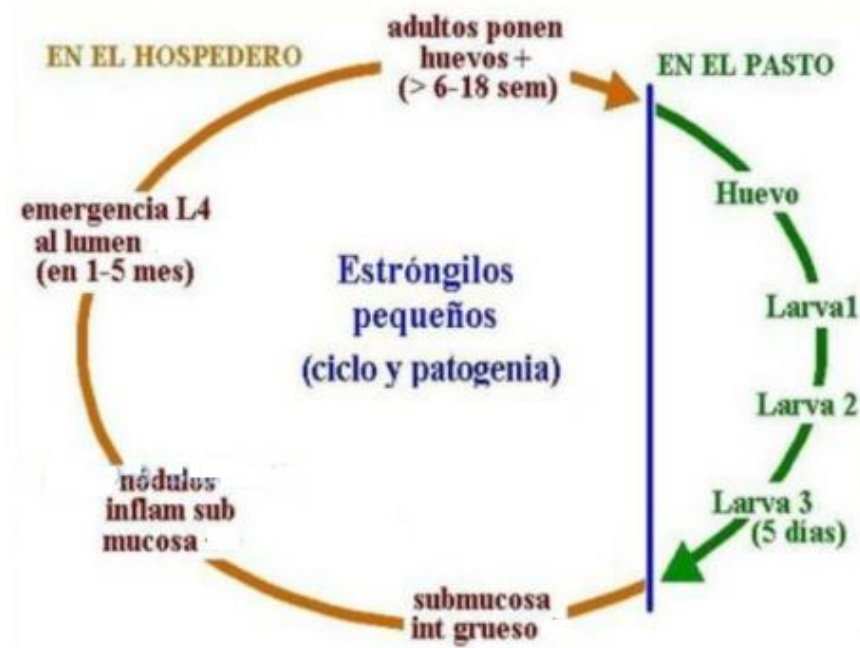 EN EL HOSPEDERO
adultos ponen
huevos +
(> 6-18 sem)
EN EL PASTO
Huevo
Larva1
Larva 2
Larva 3
(5 días)
submucosa
int grueso
nódulos
inflam sub
mucosa
emergencia L4
al lumen
(en 1-5 mes)
Estróngilos
pequeños
(ciclo y patogenia)